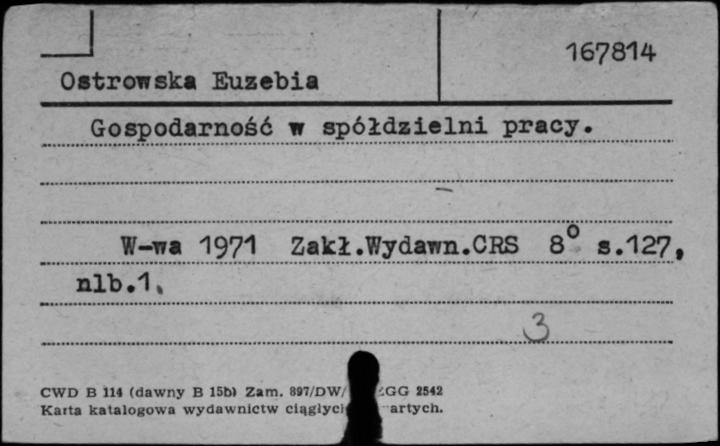 167814
Ostrowska Euzebia
Gospodarność w spółdzielni pracy.
W-wa 1971 Zakł.Wydawn.CRS 8° s.127,
nlb.1.
3
CWD B 114 (dawny B 15b) Zam. 897/DW/ GG 2542
Karta katalogowa wydawnictw artych.